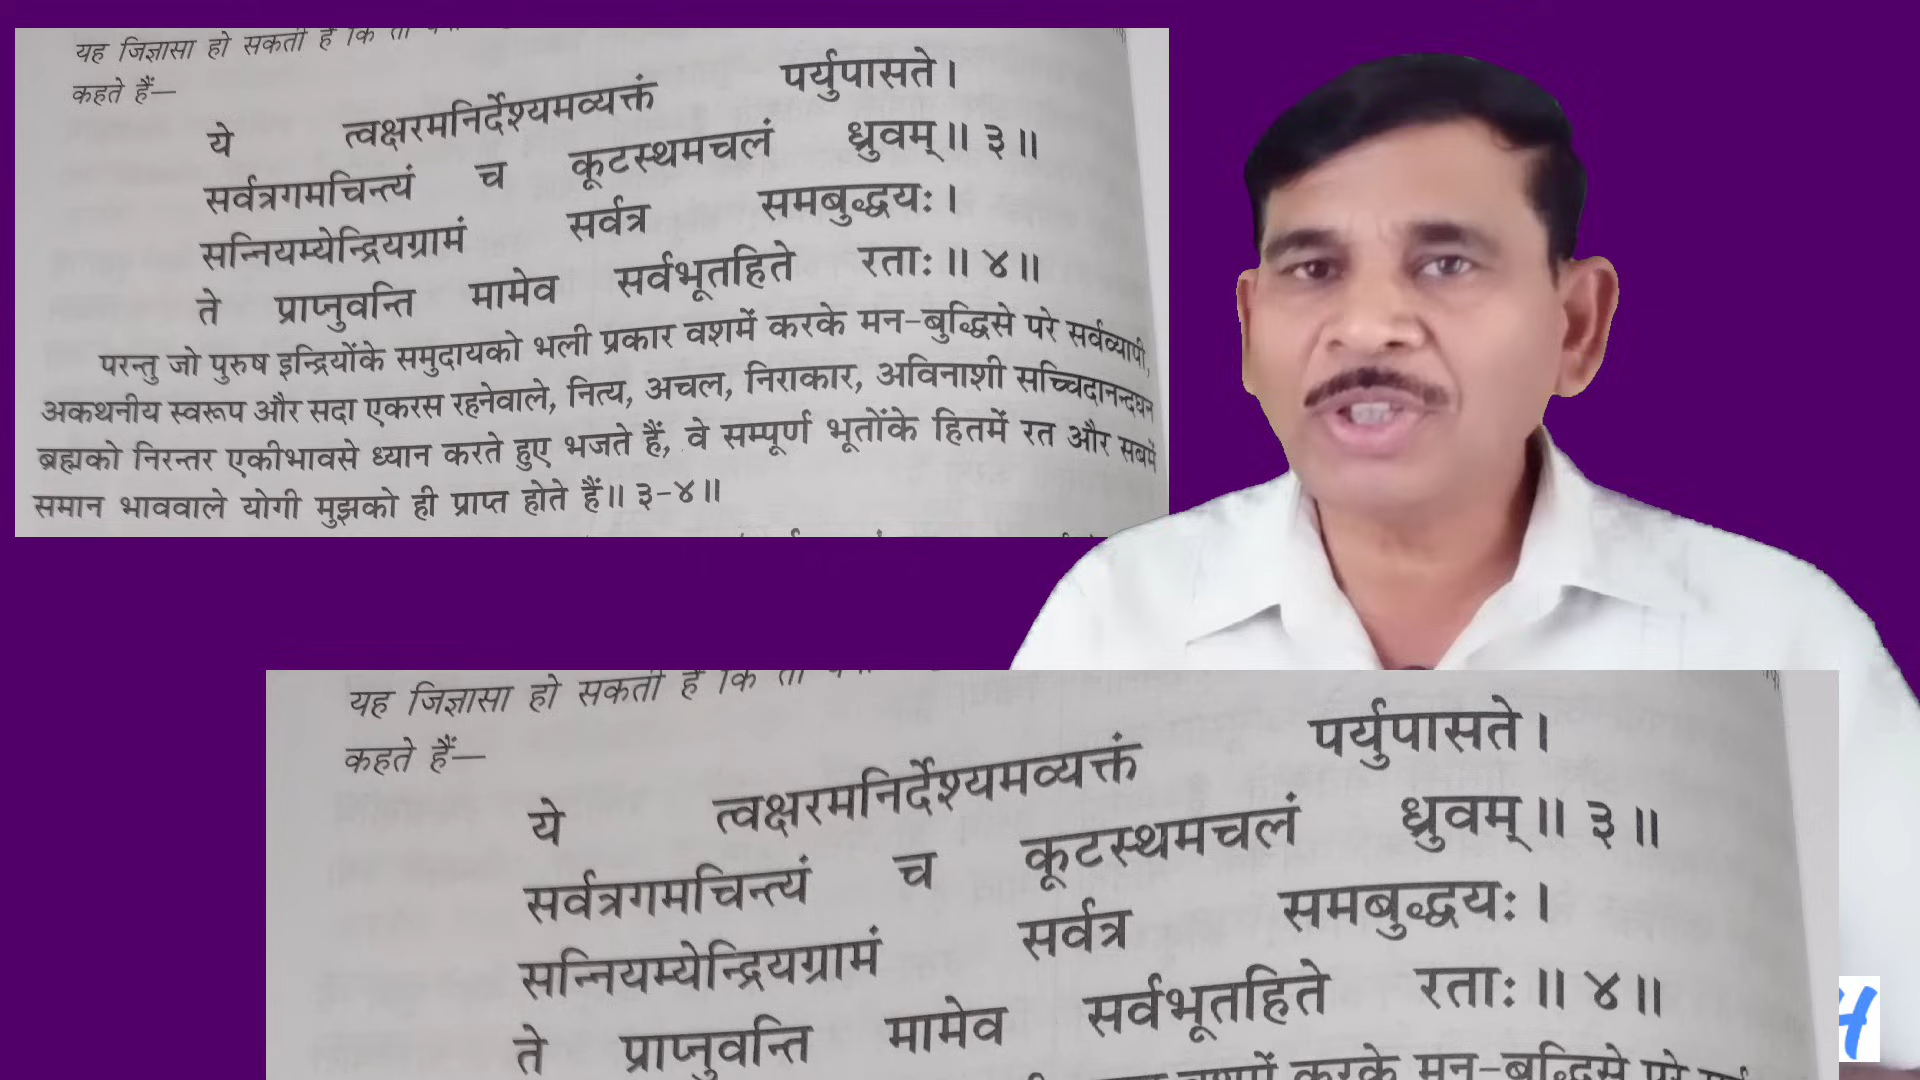 यह जिज्ञासा हो सकती है कि तो
कहते हैं—
ये त्वक्षरमनिर्देश्यमव्यक्तं पर्युपासते।
सर्वत्रगमचिन्त्यं च कूटस्थमचलं ध्रुवम्॥ ३॥
सन्नियम्येन्द्रियग्रामं सर्वत्र समबुद्धयः।
ते प्राप्नुवन्ति मामेव सर्वभूतहिते रताः॥ ४॥
परन्तु जो पुरुष इन्द्रियोंके समुदायको भली प्रकार वशमें करके मन-बुद्धिसे परे सर्वव्यापी,
अकथनीय स्वरूप और सदा एकरस रहनेवाले, नित्य, अचल, निराकार, अविनाशी सच्चिदानन्दघन
ब्रह्मको निरन्तर एकीभावसे ध्यान करते हुए भजते हैं, वे सम्पूर्ण भूतोंके हितमें रत और सबमें
समान भाववाले योगी मुझको ही प्राप्त होते हैं॥ ३-४॥
यह जिज्ञासा हो सकती है कि तो
कहते हैं—
ये त्वक्षरमनिर्देश्यमव्यक्तं पर्युपासते।
सर्वत्रगमचिन्त्यं च कूटस्थमचलं ध्रुवम्॥ ३॥
सन्नियम्येन्द्रियग्रामं सर्वत्र समबुद्धयः।
ते प्राप्नुवन्ति मामेव सर्वभूतहिते रताः॥ ४॥
वशमें करके मन-बुद्धिसे परे